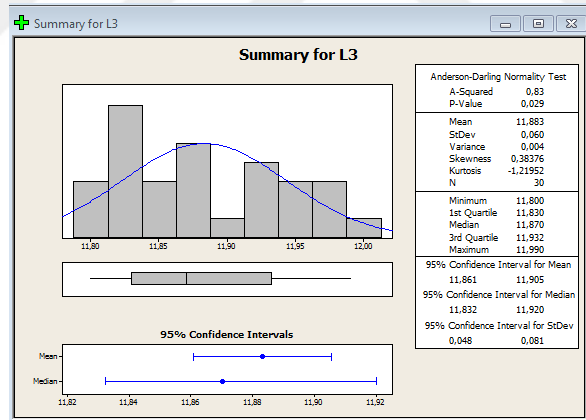 Summary for L3
Summary for L3
11,80 11,85 11,90 11,95 12,00
Anderson-Darling Normality Test
A-Squared 0,83
P-Value 0,029
Mean 11,883
StDev 0,060
Variance 0,004
Skewness 0,38376
Kurtosis -1,21952
N 30
Minimum 11,800
1st Quartile 11,830
Median 11,870
3rd Quartile 11,932
Maximum 11,990
95% Confidence Interval for Mean
11,861 11,905
95% Confidence Interval for Median
11,832 11,920
95% Confidence Interval for StDev
0,048 0,081
95% Confidence Intervals
Mean
Median
11,82 11,84 11,86 11,88 11,90 11,92